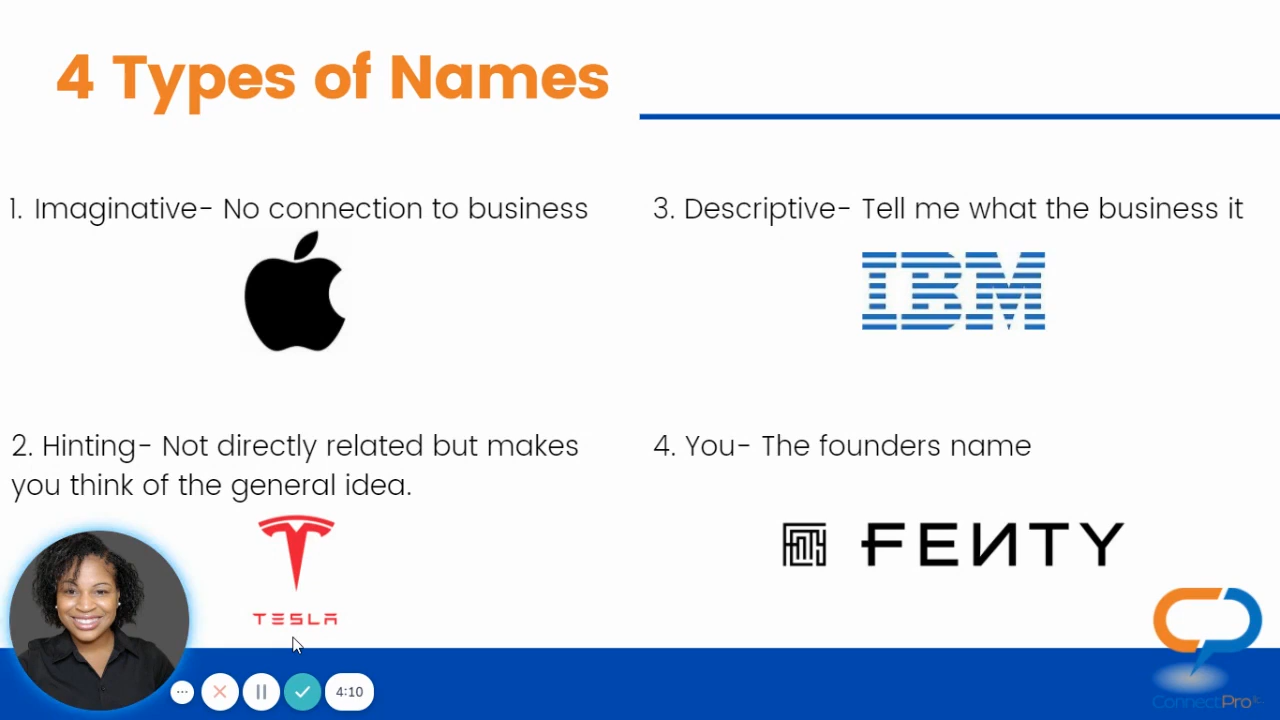 4 Types of Names
1. Imaginative- No connection to business
3. Descriptive- Tell me what the business it
IBM
2. Hinting- Not directly related but makes
you think of the general idea.
4. You- The founders name
TESLA
FENTY
4:10
ConnectPro